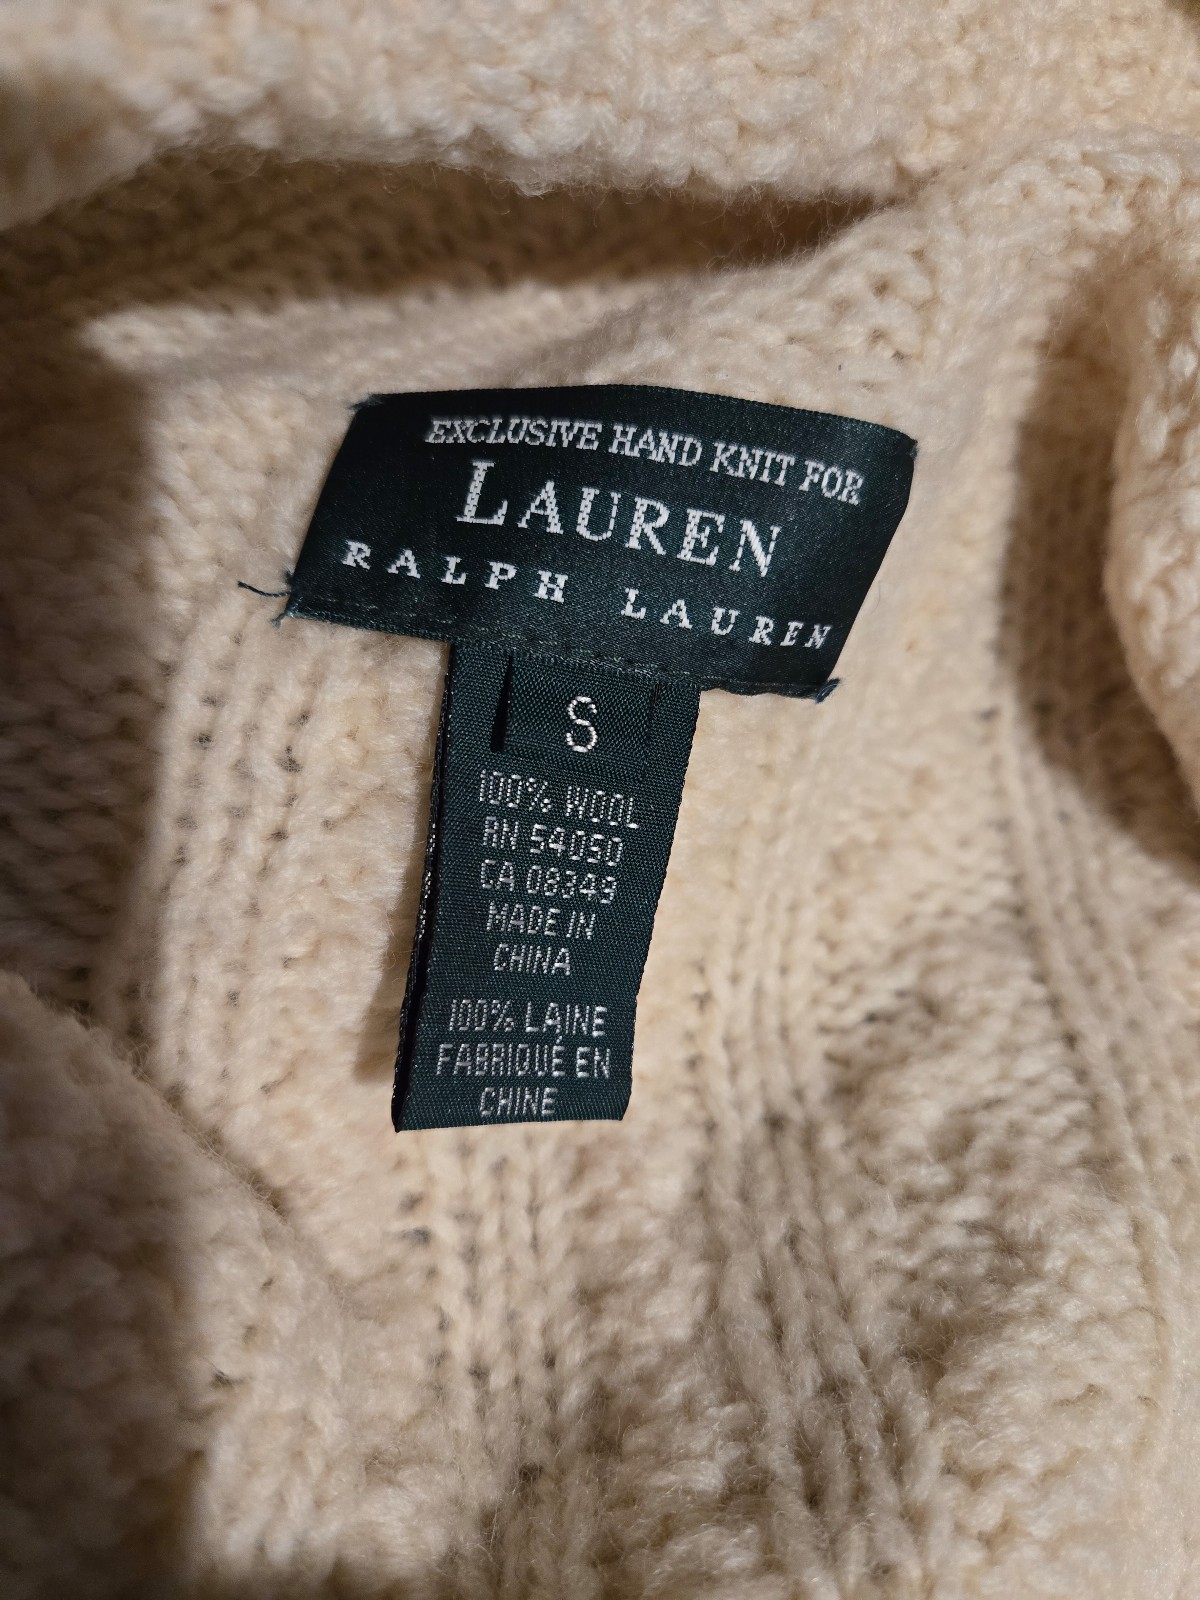 EXCLUSIVE HAND KNIT FOR
LAUREN
RALPH LAUREN
S
100% WOOL
RN 54050
CA 08349
MADE IN
CHINA
100% LAINE
FABRIQUÉ EN
CHINE